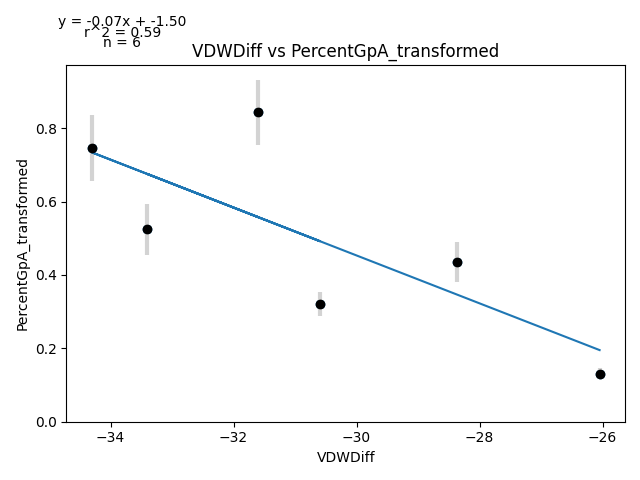 y = -0.07x + -1.50
r^2 = 0.59
n = 6
VDWDiff vs PercentGpA_transformed
PercentGpA_transformed
0.8
0.6
0.4
0.2
0.0
−34
−32
−30
−28
−26
VDWDiff